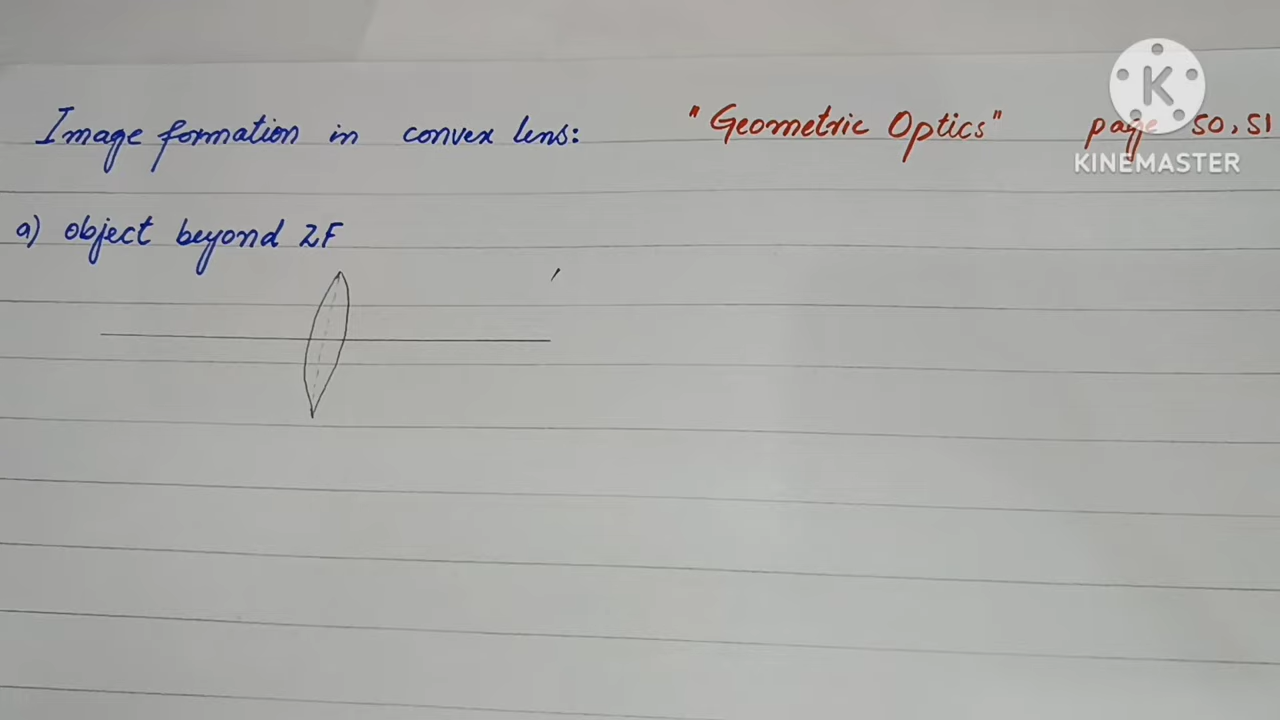 Image formation in convex lens: "Geometric Optics" page 50, 51
KINEMASTER
a) object beyond 2F